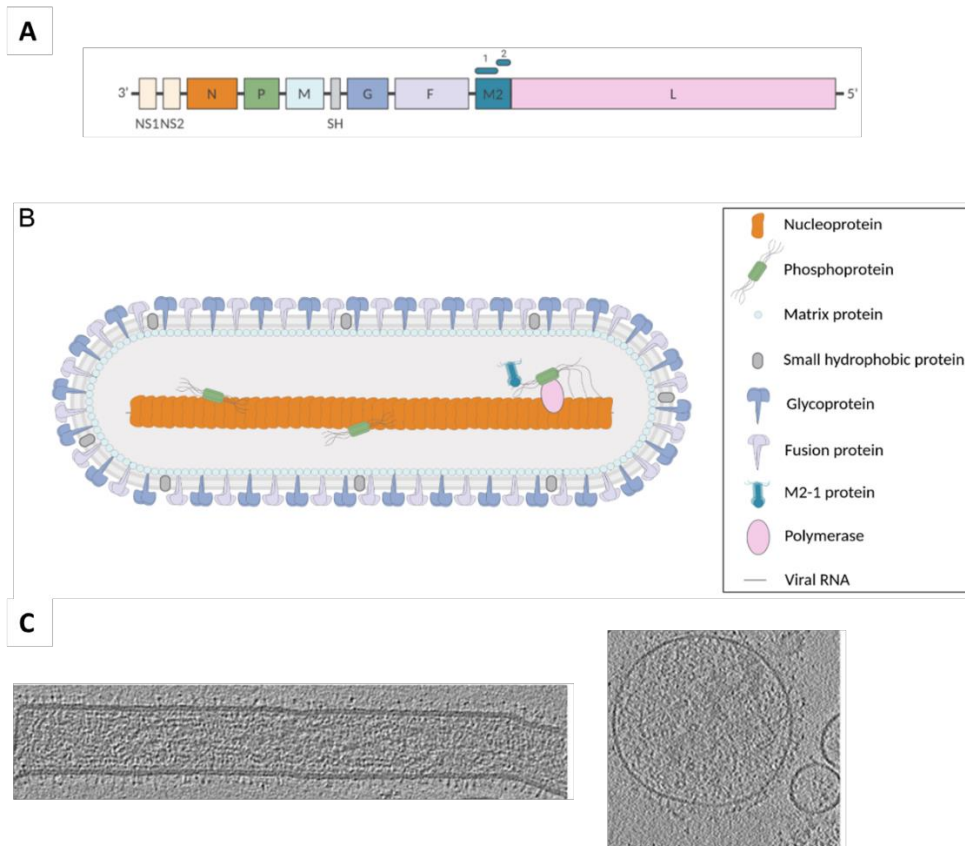 A
1 2
3' N P M G F M2 L 5'
NS1 NS2 SH
B
Nucleoprotein
Phosphoprotein
Matrix protein
Small hydrophobic protein
Glycoprotein
Fusion protein
M2-1 protein
Polymerase
Viral RNA
C